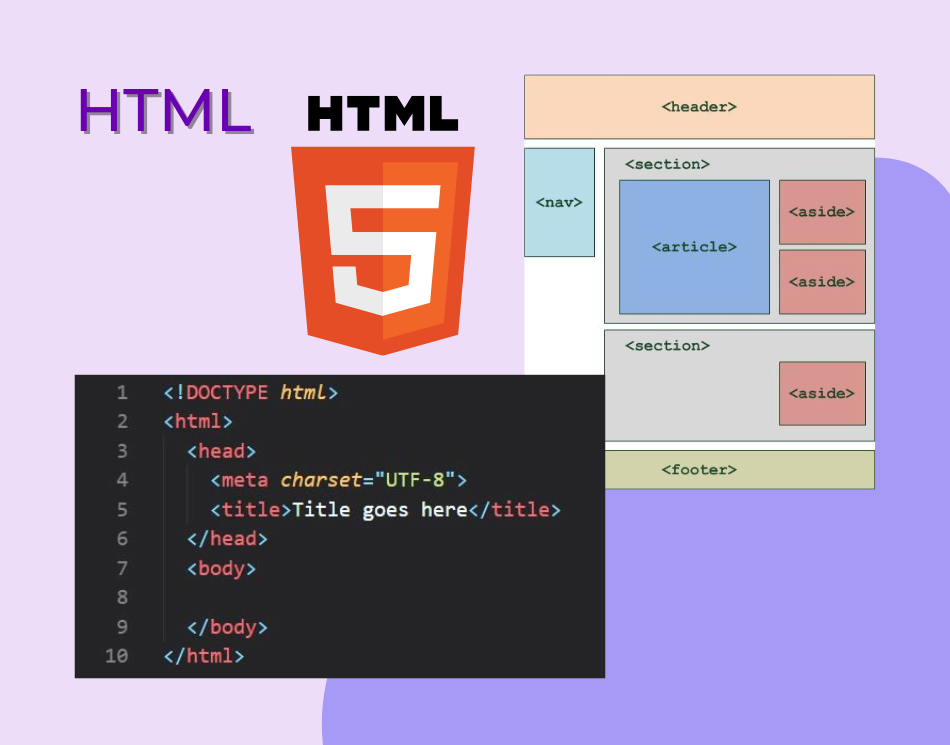 HTML
HTML
5
<header>
<nav>
<section>
<article>
<aside>
<aside>
<section>
<aside>
<footer>
1 <!DOCTYPE html>
2 <html>
3 <head>
4 <meta charset="UTF-8">
5 <title>Title goes here</title>
6 </head>
7 <body>
8
9 </body>
10 </html>